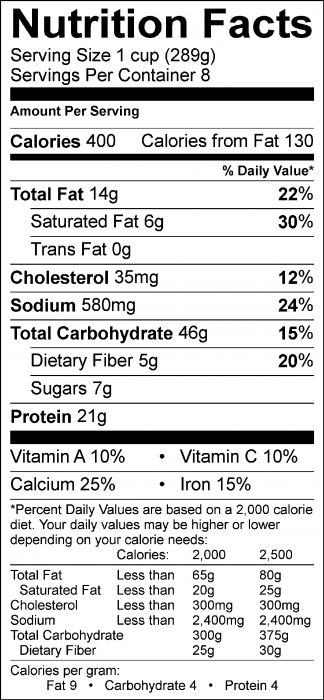 Nutrition Facts
Serving Size 1 cup (289g)
Servings Per Container 8
Amount Per Serving
Calories 400 Calories from Fat 130
% Daily Value*
Total Fat 14g 22%
Saturated Fat 6g 30%
Trans Fat 0g
Cholesterol 35mg 12%
Sodium 580mg 24%
Total Carbohydrate 46g 15%
Dietary Fiber 5g 20%
Sugars 7g
Protein 21g
Vitamin A 10% • Vitamin C 10%
Calcium 25% • Iron 15%
*Percent Daily Values are based on a 2,000 calorie
diet. Your daily values may be higher or lower
depending on your calorie needs:
Calories: 2,000 2,500
Total Fat Less than 65g 80g
Saturated Fat Less than 20g 25g
Cholesterol Less than 300mg 300mg
Sodium Less than 2,400mg 2,400mg
Total Carbohydrate 300g 375g
Dietary Fiber 25g 30g
Calories per gram:
Fat 9 • Carbohydrate 4 • Protein 4